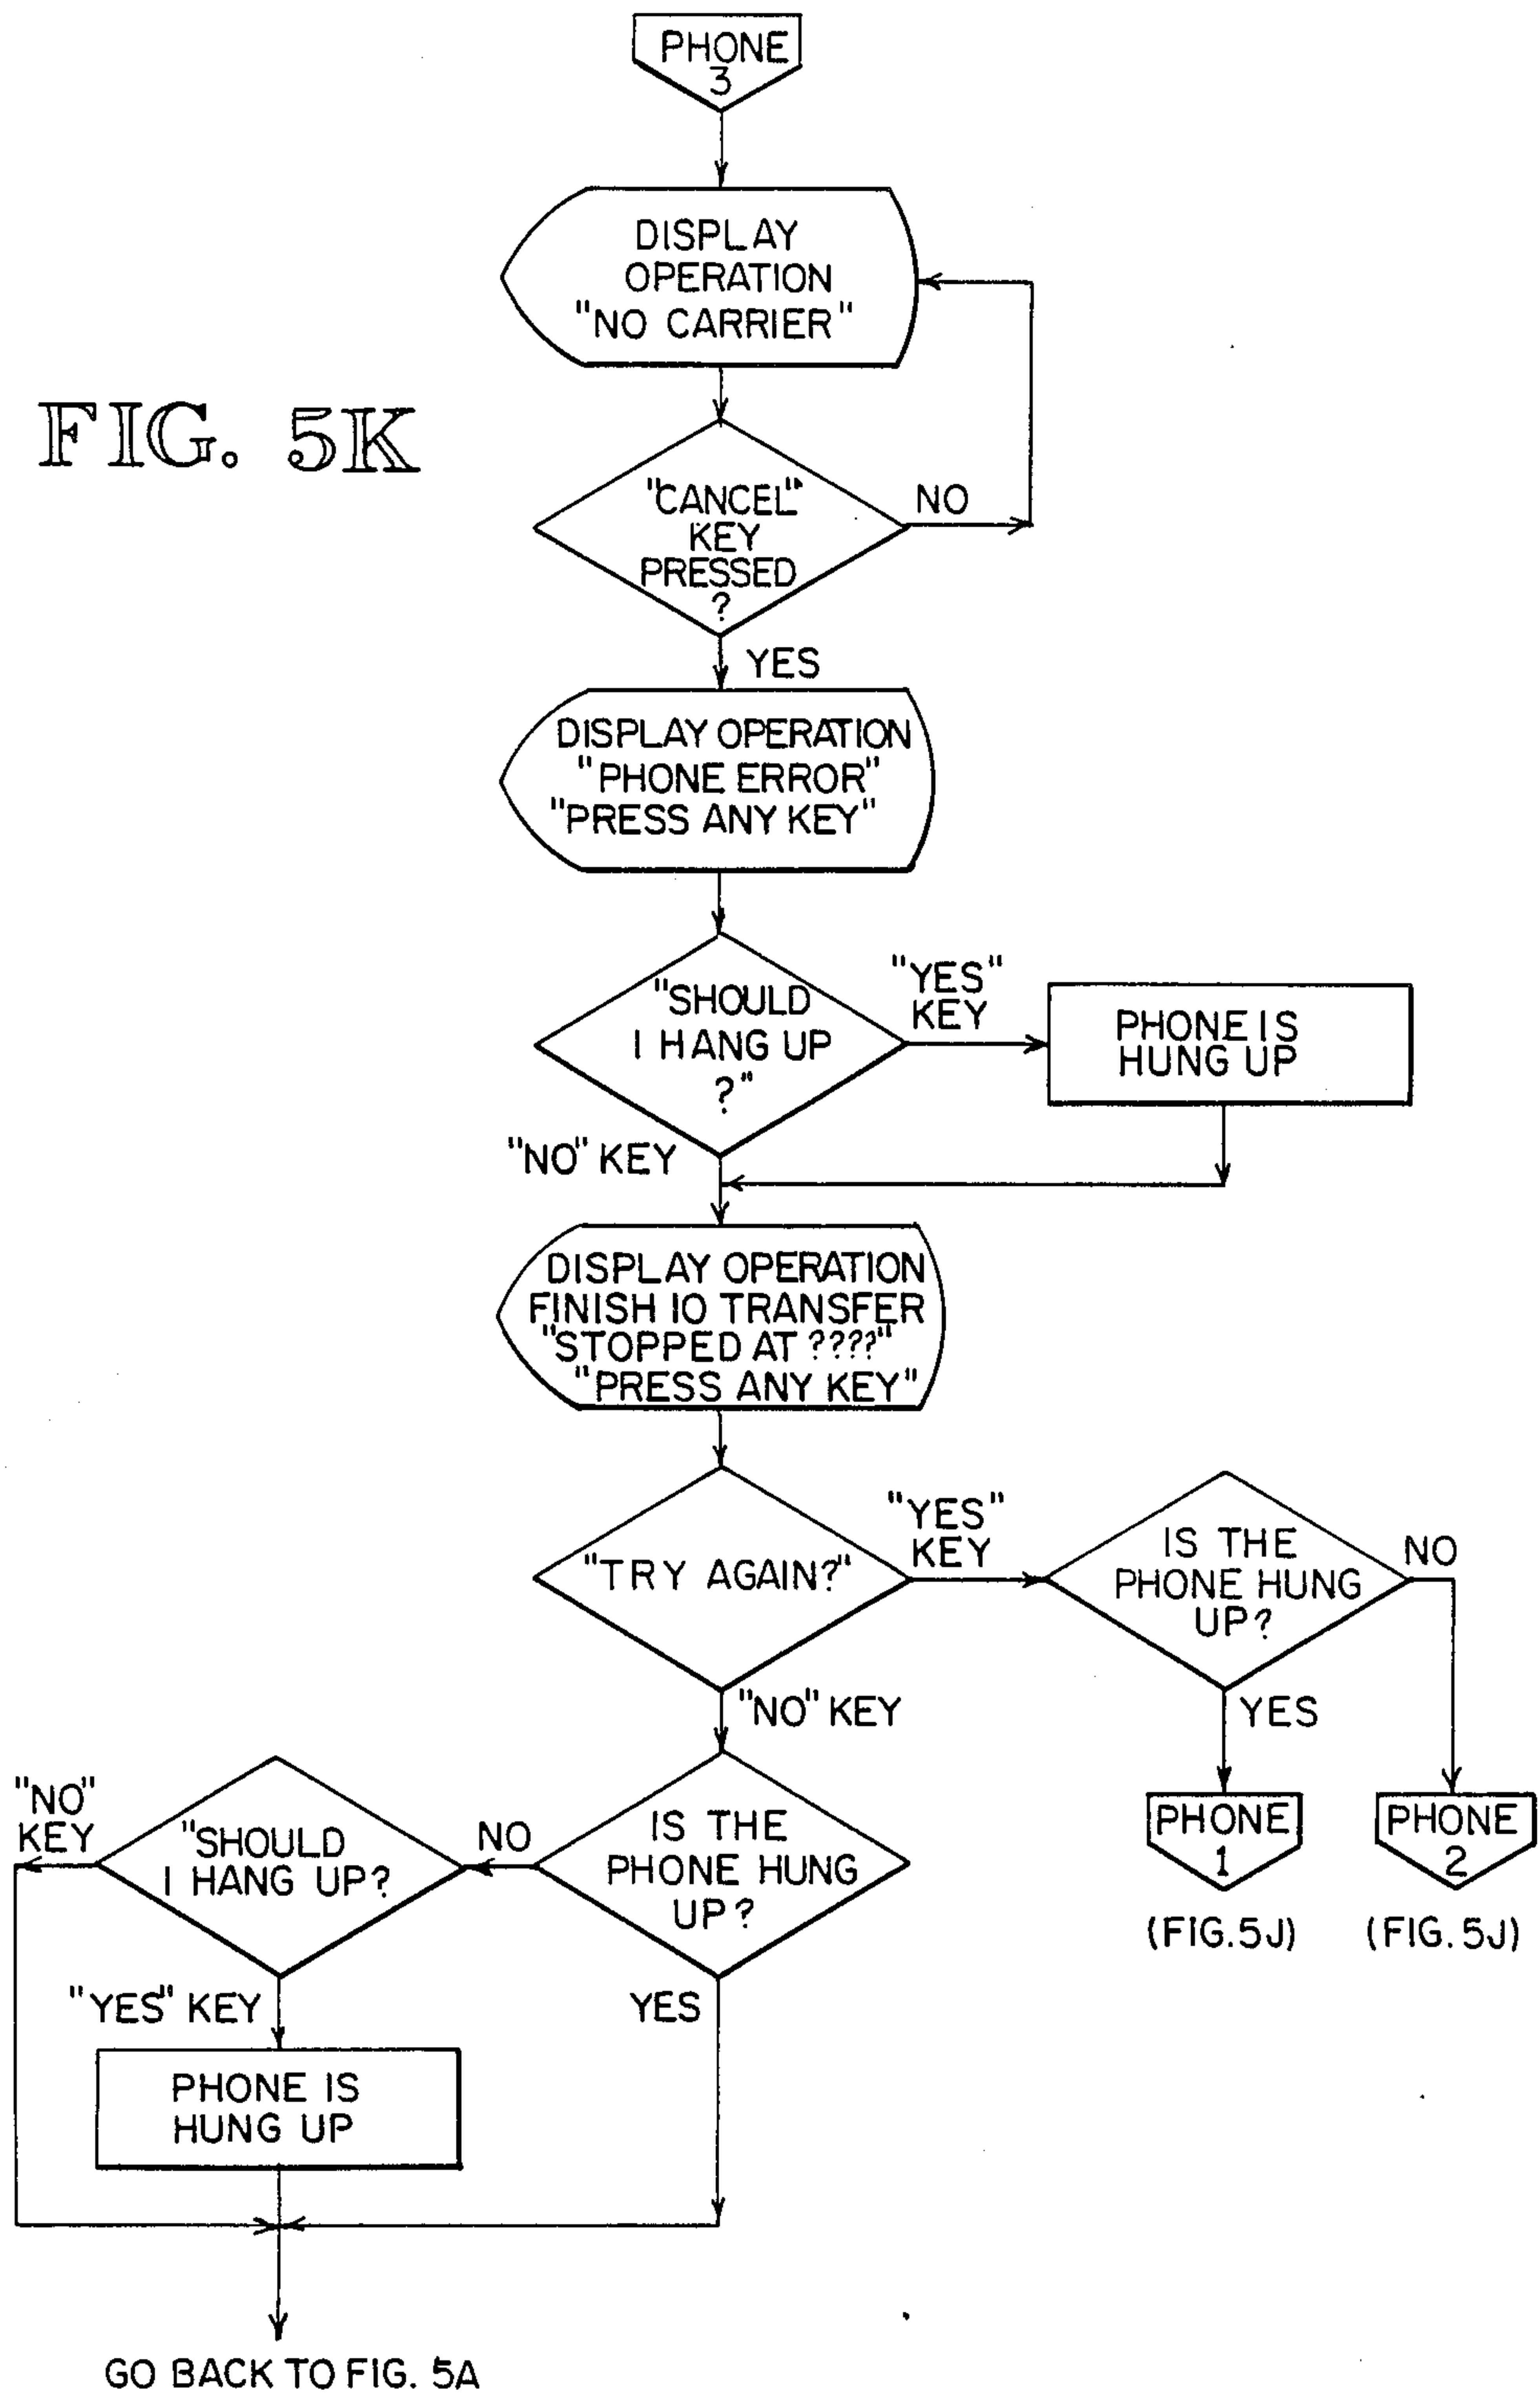 PHONE
3
DISPLAY
OPERATION
"NO CARRIER"
FIG. 5K
"CANCEL"
KEY
PRESSED
?
NO
YES
DISPLAY OPERATION
"PHONE ERROR"
"PRESS ANY KEY"
"SHOULD
I HANG UP
?"
"YES"
KEY
PHONE IS
HUNG UP
"NO" KEY
DISPLAY OPERATION
FINISH IO TRANSFER
"STOPPED AT ????"
"PRESS ANY KEY"
"TRY AGAIN?"
"YES"
KEY
IS THE
PHONE HUNG
UP?
NO
YES
PHONE
1
(FIG. 5J)
PHONE
2
(FIG. 5J)
"NO" KEY
IS THE
PHONE HUNG
UP?
NO
YES
"SHOULD
I HANG UP?
"NO"
KEY
"YES" KEY
PHONE IS
HUNG UP
GO BACK TO FIG. 5A